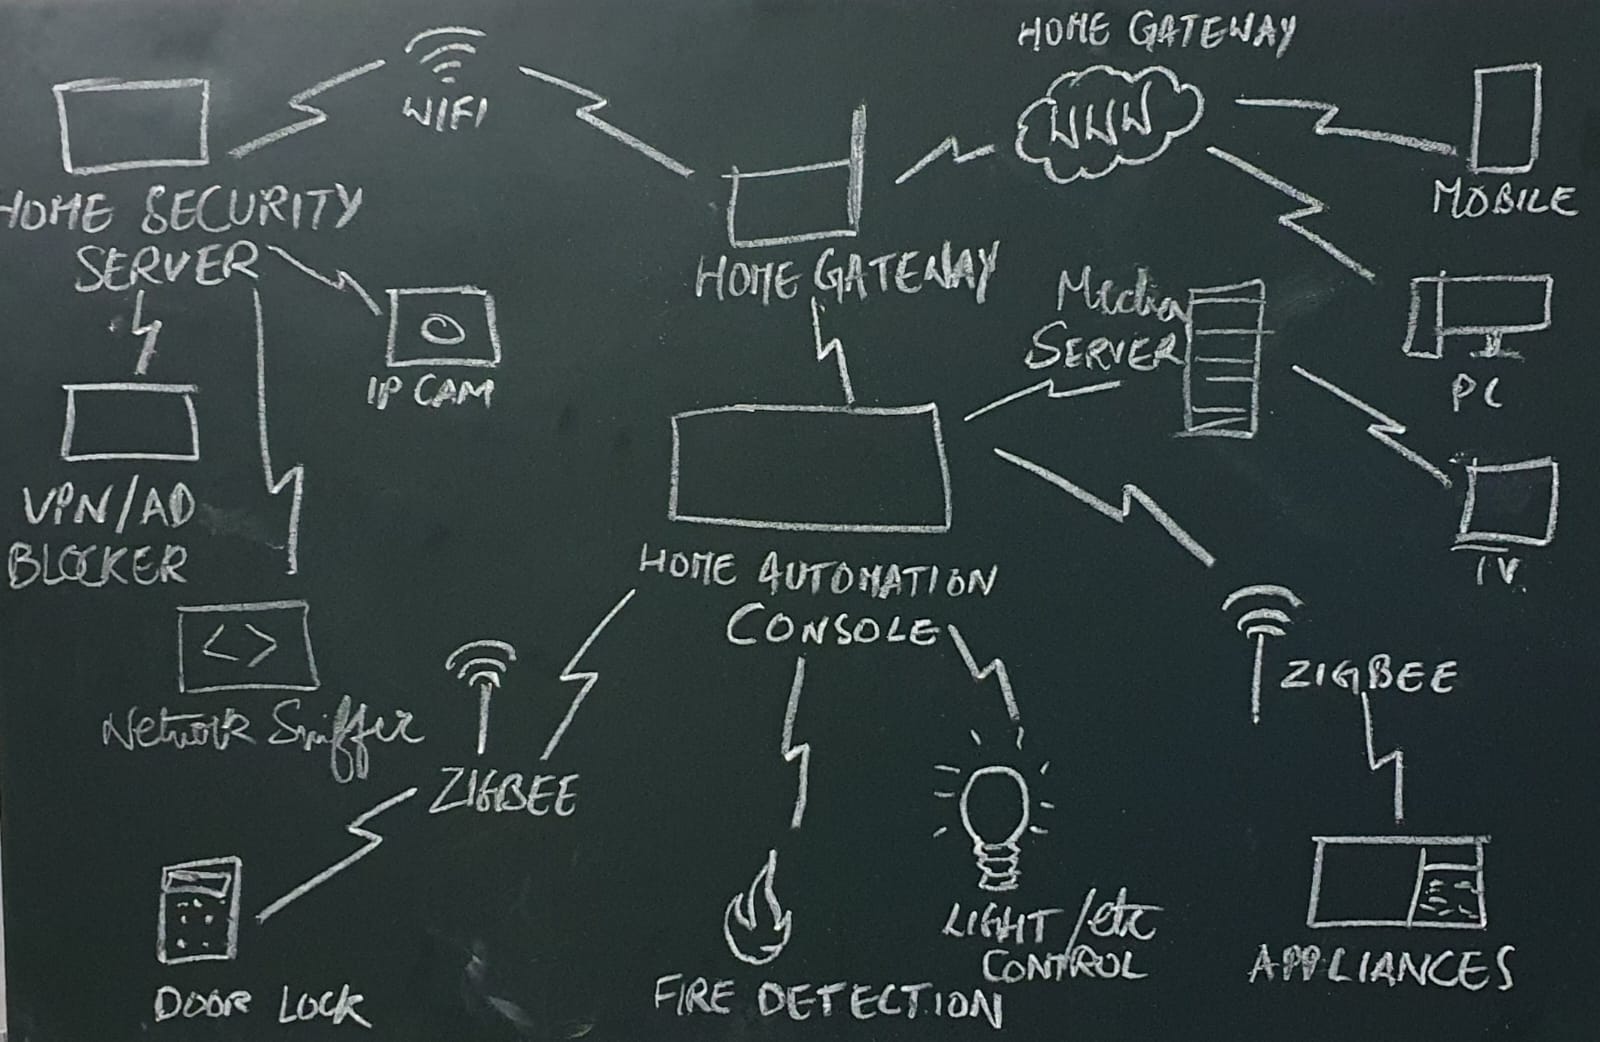 HOME GATEWAY
WIFI
WWW
MOBILE
HOME SECURITY
SERVER
HOME GATEWAY
Media
SERVER
IP CAM
PC
VPN/AD
BLOCKER
TV
HOME AUTOMATION
CONSOLE
< >
Network Sniffer
ZIGBEE
ZIGBEE
LIGHT/etc
CONTROL
APPLIANCES
DOOR LOCK
FIRE DETECTION